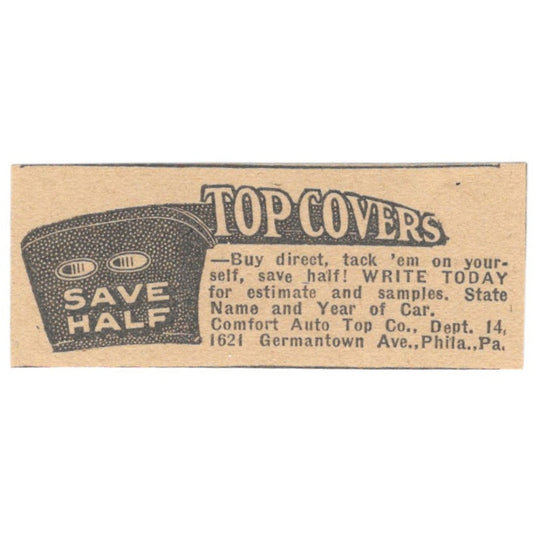 TOP COVERS
—Buy direct, tack 'em on your-
self, save half! WRITE TODAY
for estimate and samples. State
Name and Year of Car.
Comfort Auto Top Co., Dept. 14,
1621 Germantown Ave., Phila., Pa.
SAVE
HALF